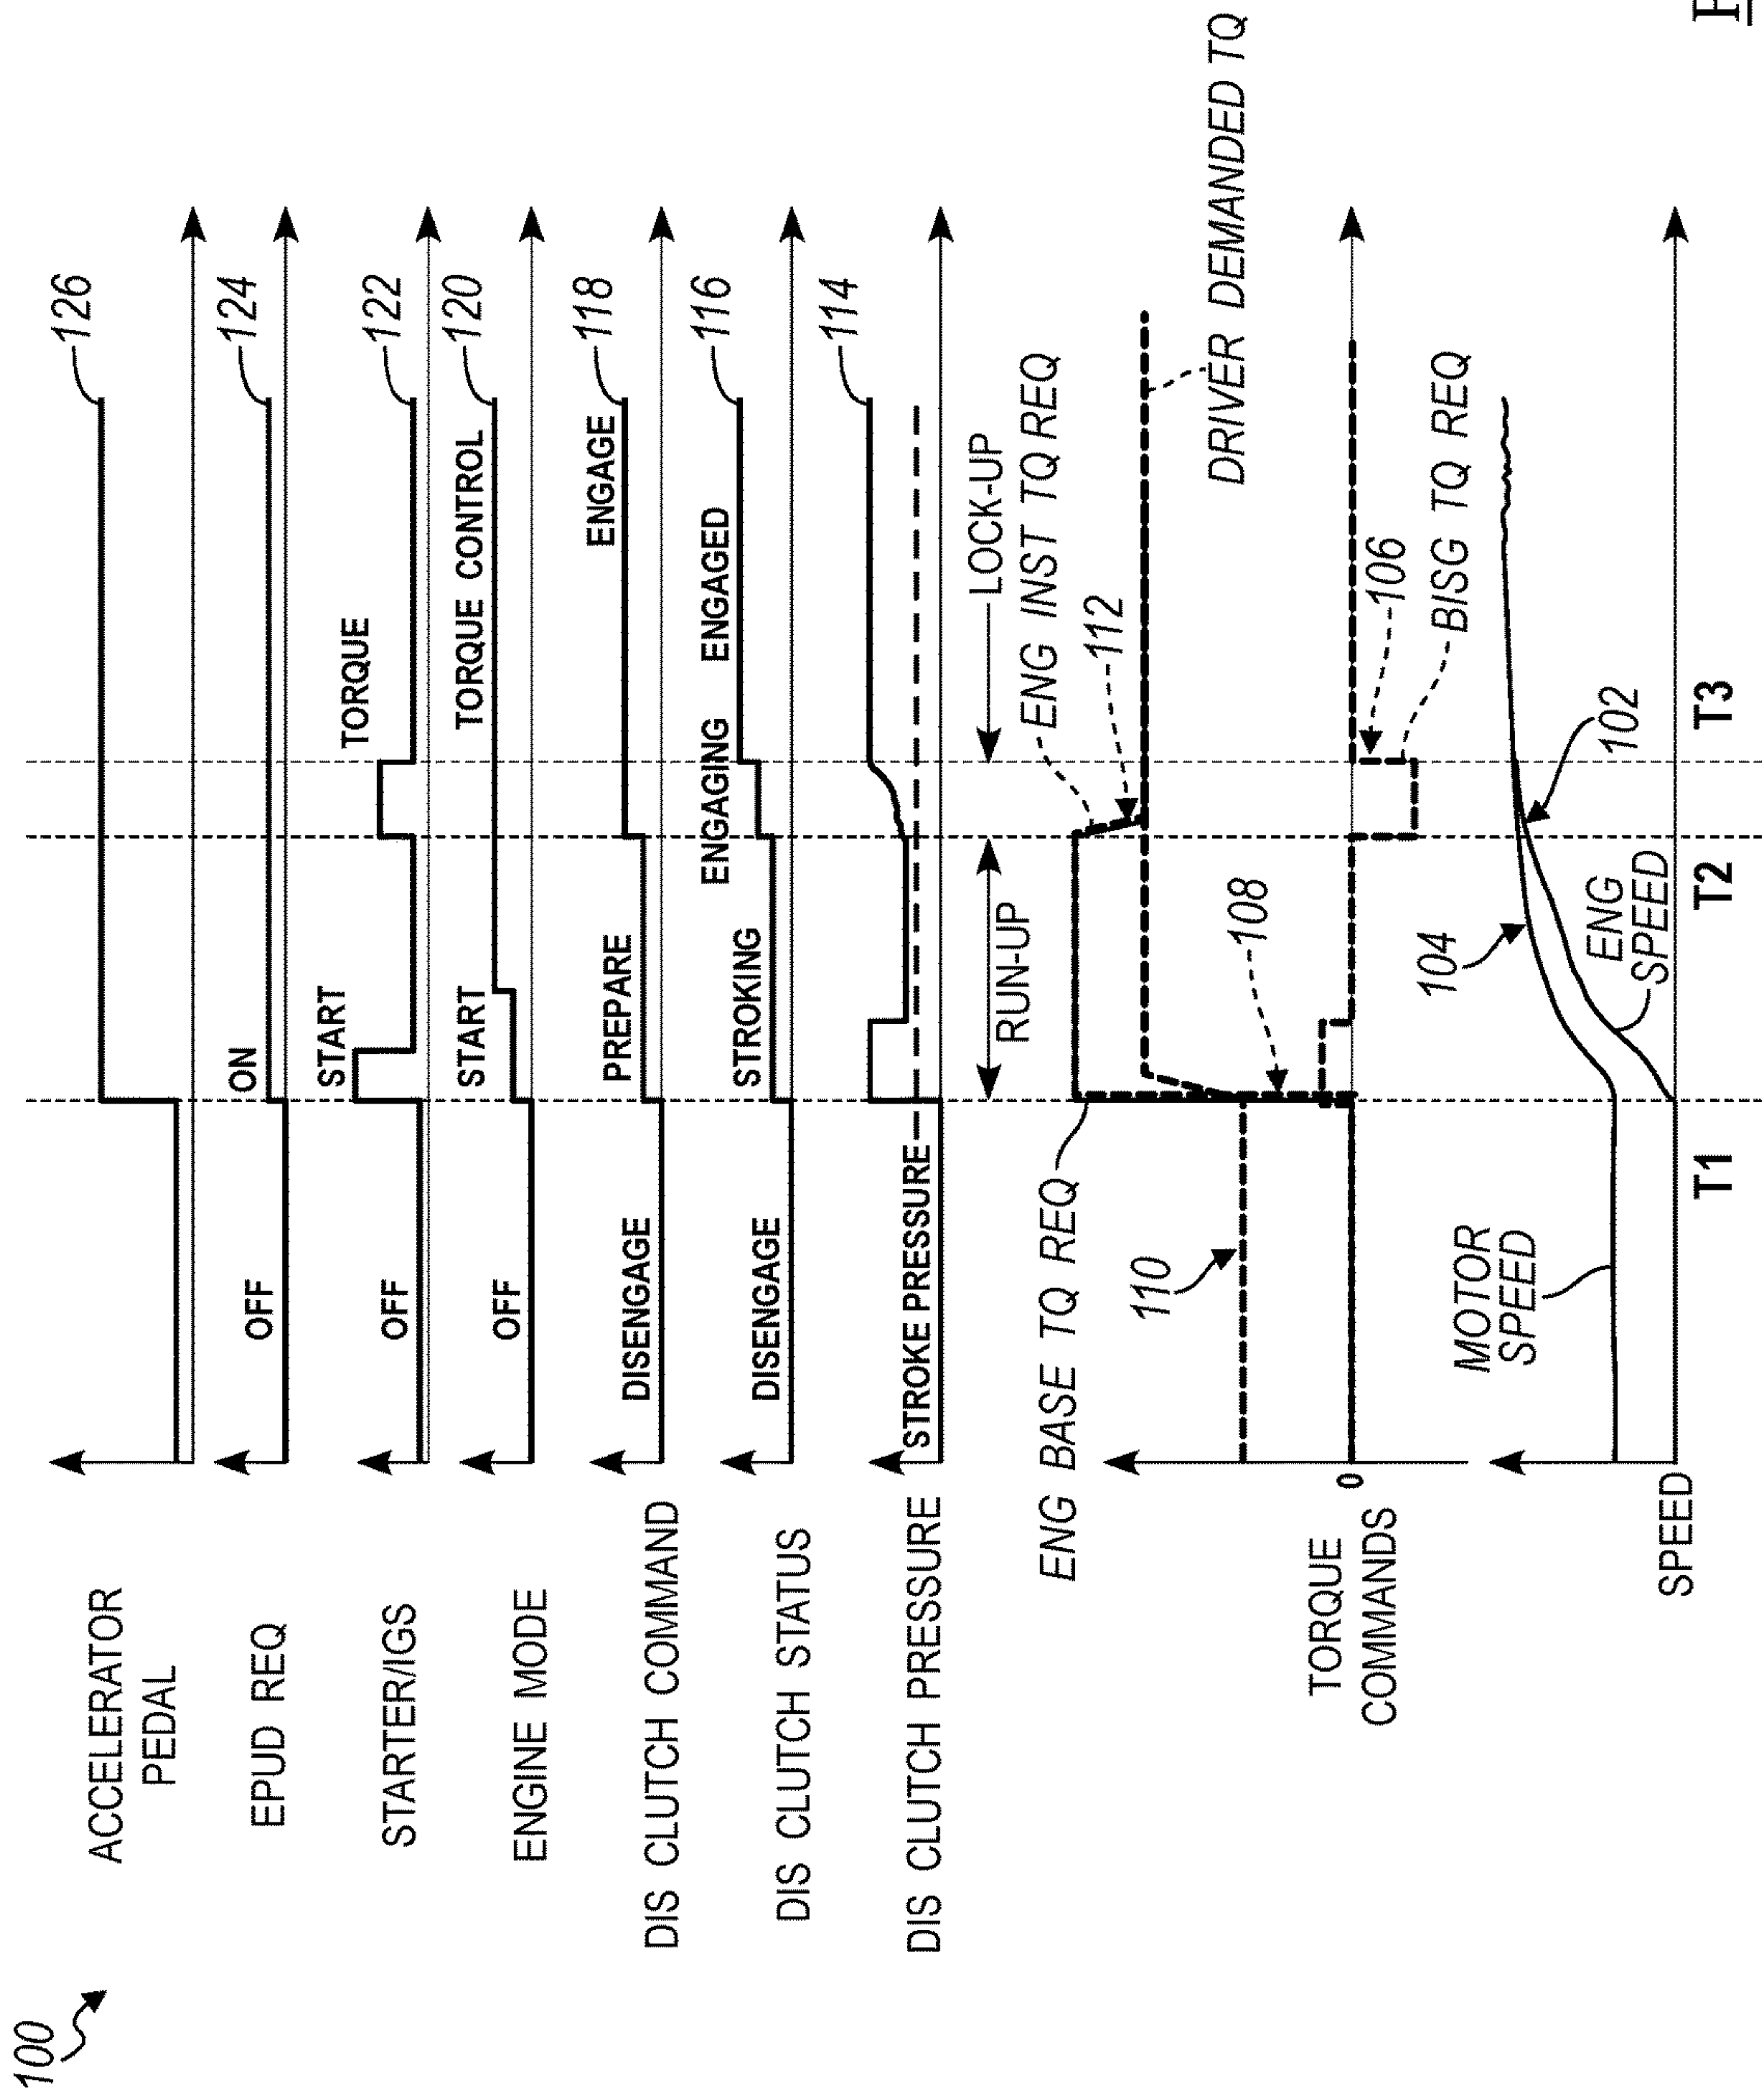 100
ACCELERATOR
PEDAL
126
EPUD REQ
OFF
ON
124
STARTER/IGS
OFF
START
TORQUE
122
ENGINE MODE
OFF
START
TORQUE CONTROL
120
DIS CLUTCH COMMAND
DISENGAGE
PREPARE
ENGAGE
118
DIS CLUTCH STATUS
DISENGAGE
STROKING
ENGAGING
ENGAGED
116
DIS CLUTCH PRESSURE
STROKE PRESSURE
114
RUN-UP
LOCK-UP
ENG BASE TQ REQ
ENG INST TQ REQ
112
110
108
DRIVER DEMANDED TQ
TORQUE
COMMANDS
0
106
BISG TQ REQ
MOTOR
SPEED
104
ENG
SPEED
102
SPEED
T1
T2
T3